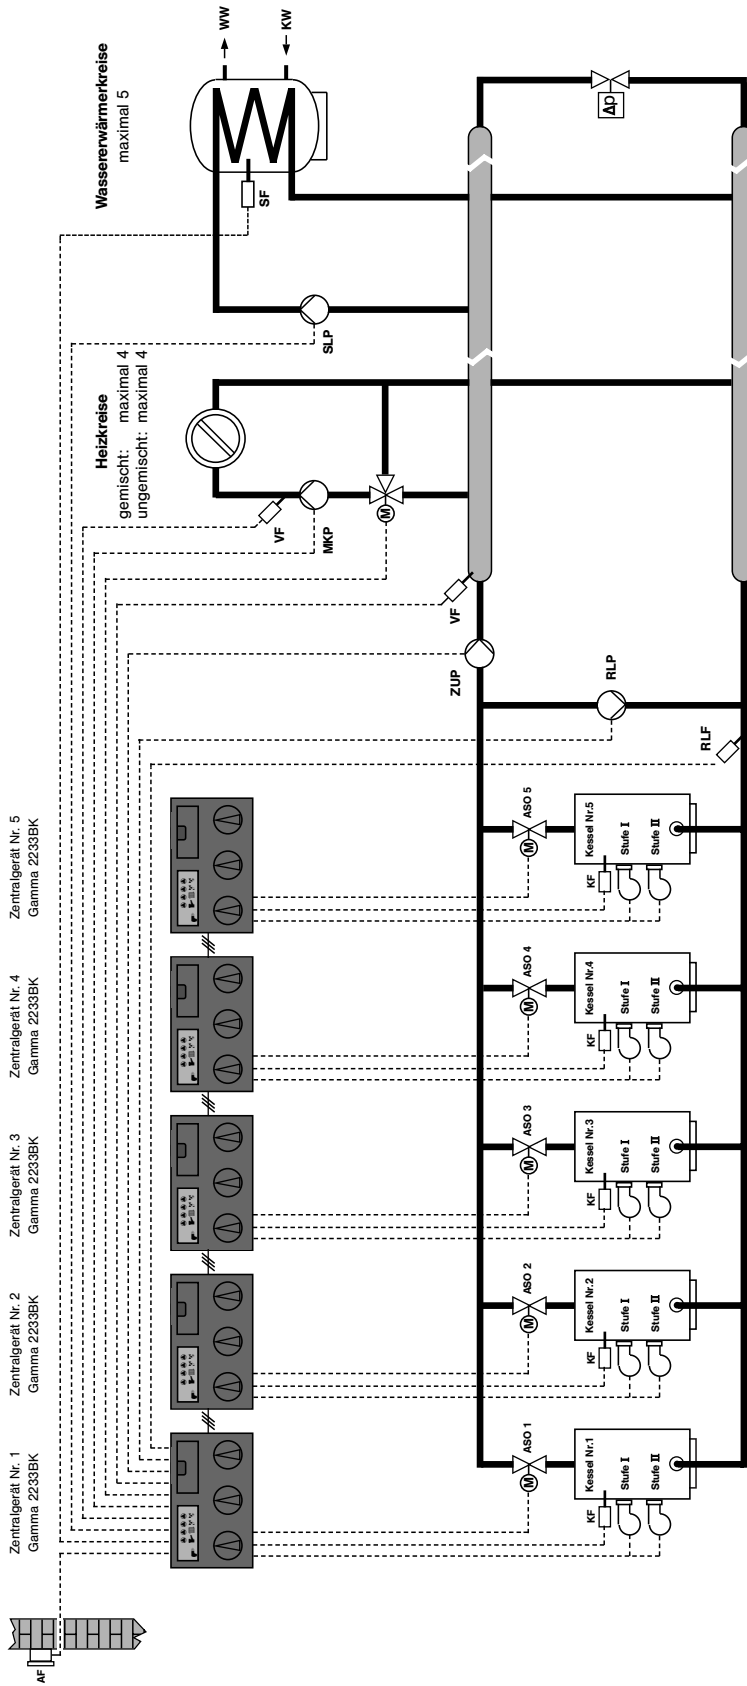 Zentralgerät Nr. 1
Gamma 2233BK
Zentralgerät Nr. 2
Gamma 2233BK
Zentralgerät Nr. 3
Gamma 2233BK
Zentralgerät Nr. 4
Gamma 2233BK
Zentralgerät Nr. 5
Gamma 2233BK
Heizkreise
gemischt: maximal 4
ungemischt: maximal 4
Wassererwärmerkreise
maximal 5
AF
WW
KW
SF
SLP
VF
MKP
M
VF
ZUP
RLP
RLF
Δp
ASO 1
M
KF
Kessel Nr.1
Stufe I
Stufe II
ASO 2
M
KF
Kessel Nr.2
Stufe I
Stufe II
ASO 3
M
KF
Kessel Nr.3
Stufe I
Stufe II
ASO 4
M
KF
Kessel Nr.4
Stufe I
Stufe II
ASO 5
M
KF
Kessel Nr.5
Stufe I
Stufe II